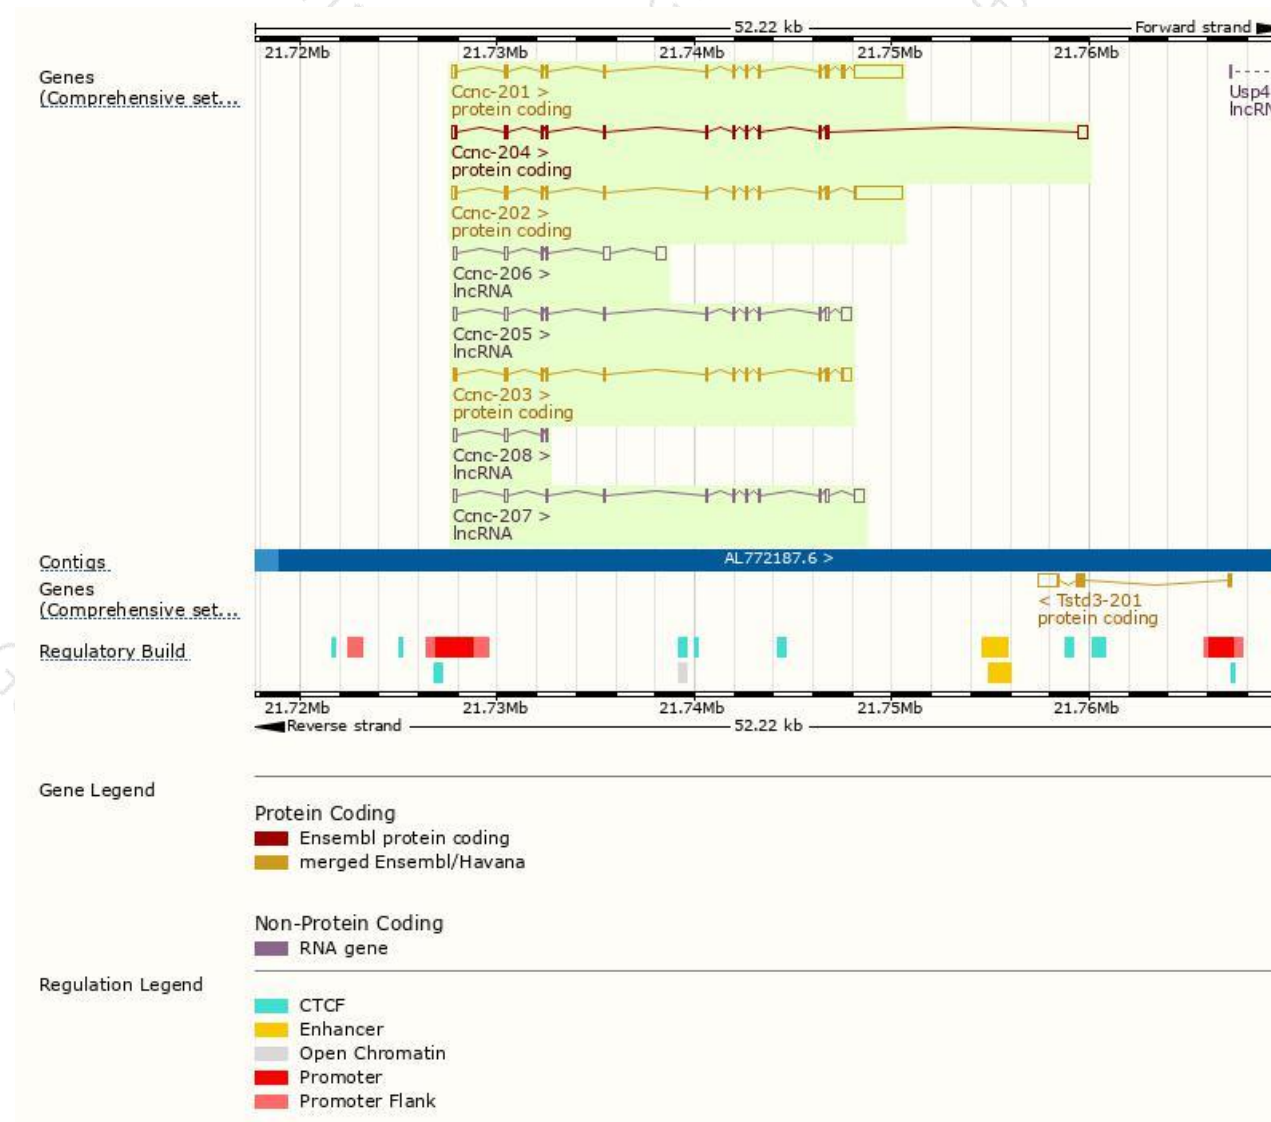 52.22 kb Forward strand
21.72Mb 21.73Mb 21.74Mb 21.75Mb 21.76Mb
Genes
(Comprehensive set...
Ccnc-201 >
protein coding
Usp4
lncRN
Ccnc-204 >
protein coding
Ccnc-202 >
protein coding
Ccnc-206 >
lncRNA
Ccnc-205 >
lncRNA
Ccnc-203 >
protein coding
Ccnc-208 >
lncRNA
Ccnc-207 >
lncRNA
Contigs AL772187.6 >
Genes
(Comprehensive set...
< Tstd3-201
protein coding
Regulatory Build
21.72Mb 21.73Mb 21.74Mb 21.75Mb 21.76Mb
Reverse strand 52.22 kb
Gene Legend
Protein Coding
Ensembl protein coding
merged Ensembl/Havana
Non-Protein Coding
RNA gene
Regulation Legend
CTCF
Enhancer
Open Chromatin
Promoter
Promoter Flank